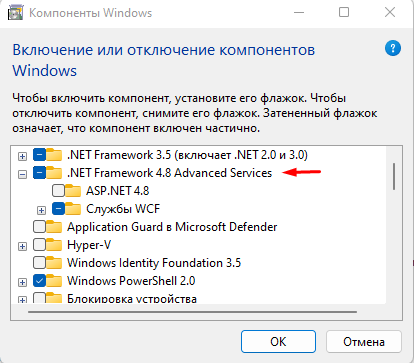 Компоненты Windows
Включение или отключение компонентов
Windows
?
Чтобы включить компонент, установите его флажок. Чтобы
отключить компонент, снимите его флажок. Затененный флажок
означает, что компонент включен частично.
.NET Framework 3.5 (включает .NET 2.0 и 3.0)
.NET Framework 4.8 Advanced Services
ASP.NET 4.8
Службы WCF
Application Guard в Microsoft Defender
Hyper-V
Windows Identity Foundation 3.5
Windows PowerShell 2.0
Блокировка устройства
ОК
Отмена